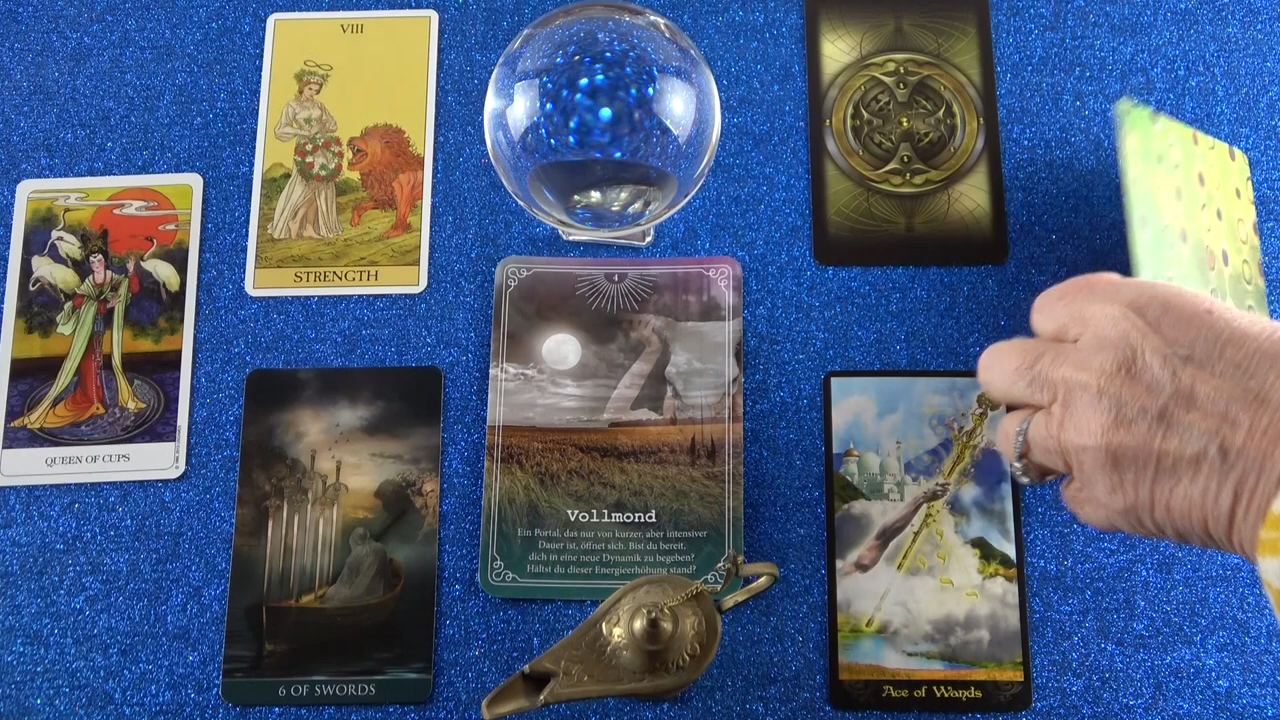 VIII
STRENGTH
QUEEN OF CUPS
6 OF SWORDS
4
Vollmond
Ein Portal, das nur von kurzer, aber intensiver
Dauer ist, öffnet sich. Bist du bereit,
dich in eine neue Dynamik zu begeben?
Hältst du dieser Energieerhöhung stand?
Ace of Wands